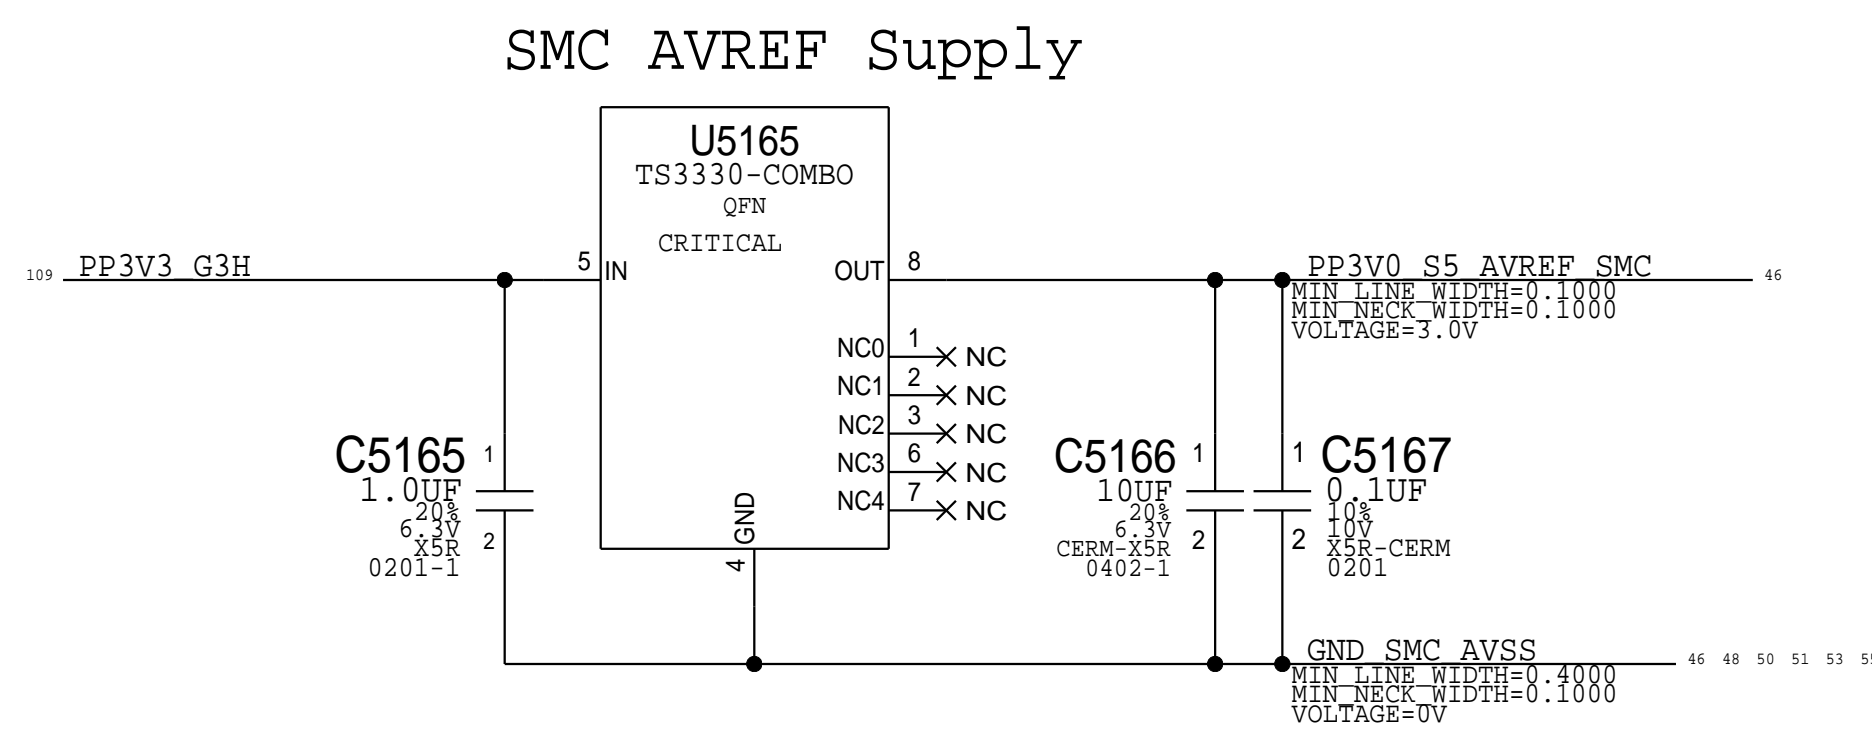 SMC AVREF Supply
U5165
TS3330-COMBO
QFN
CRITICAL
109 PP3V3_G3H
5 IN
OUT 8
PP3V0_S5_AVREF_SMC 46
MIN_LINE_WIDTH=0.1000
MIN_NECK_WIDTH=0.1000
VOLTAGE=3.0V
NC0 1 NC
NC1 2 NC
NC2 3 NC
NC3 6 NC
NC4 7 NC
GND
4
C5165 1
1.0UF
20%
6.3V
X5R
0201-1
2
C5166 1
10UF
20%
6.3V
CERM-X5R
0402-1
2
1 C5167
0.1UF
10%
10V
X5R-CERM
0201
2
GND_SMC_AVSS 46 48 50 51 53
MIN_LINE_WIDTH=0.4000
MIN_NECK_WIDTH=0.1000
VOLTAGE=0V